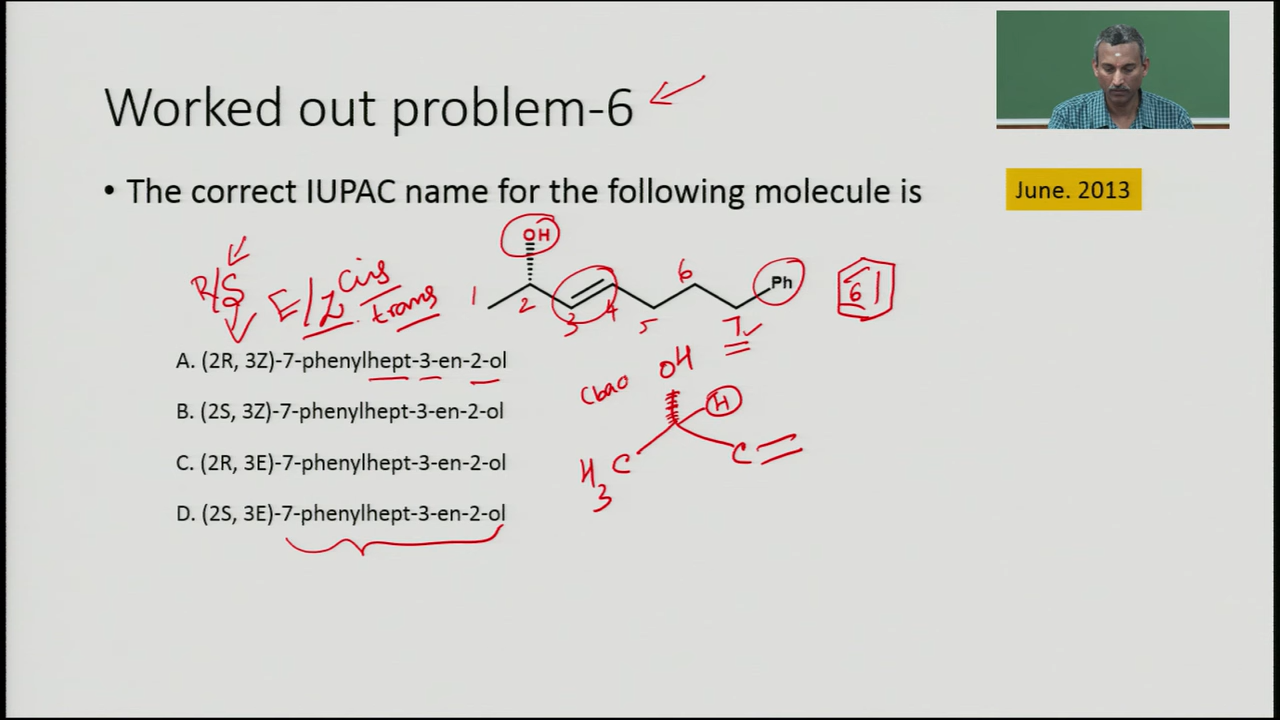 Worked out problem-6
• The correct IUPAC name for the following molecule is
June. 2013
OH
R/S E/Z cis
trans
1 2 3 4 5 6 7
Ph
61
A. (2R, 3Z)-7-phenylhept-3-en-2-ol
B. (2S, 3Z)-7-phenylhept-3-en-2-ol
C. (2R, 3E)-7-phenylhept-3-en-2-ol
D. (2S, 3E)-7-phenylhept-3-en-2-ol
OH
H
H3C C